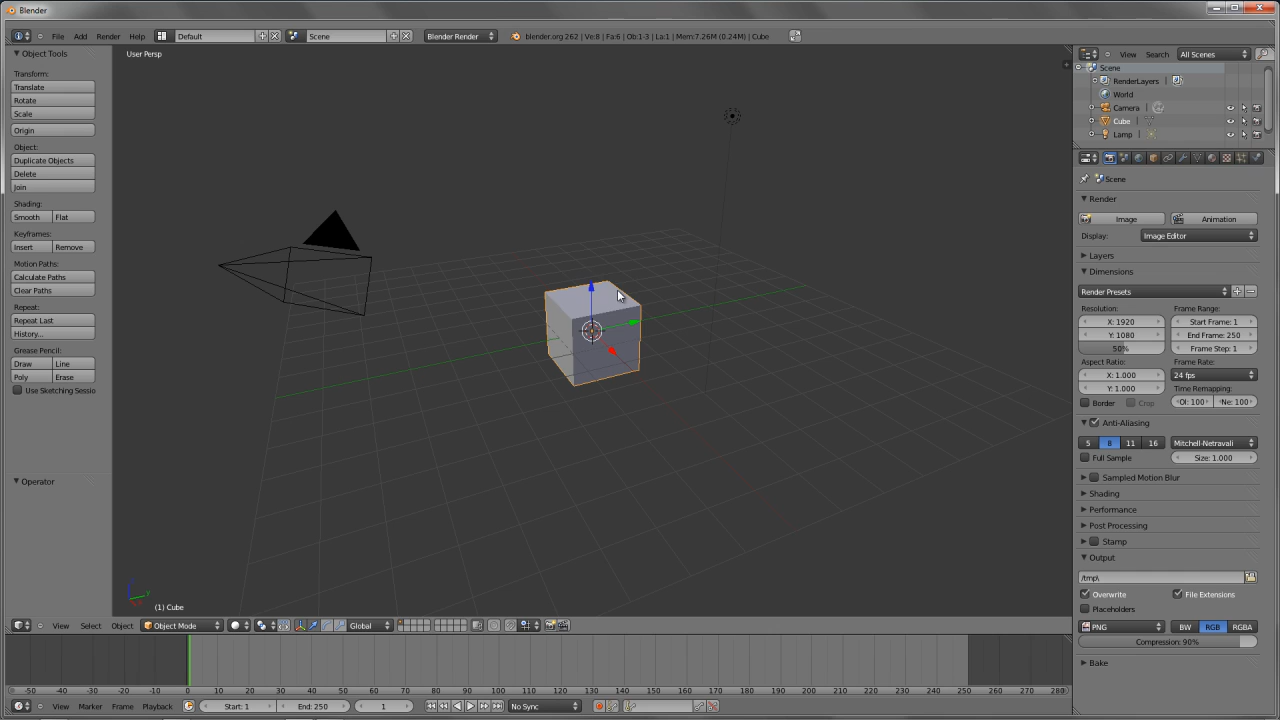 Blender
File Add Render Help Default Scene Blender Render blender.org 262 | Ve:8 | Fa:6 | Ob:1-3 | La:1 | Mem:7.26M (0.24M) | Cube
Object Tools
Transform:
Translate
Rotate
Scale
Origin
Object:
Duplicate Objects
Delete
Join
Shading:
Smooth Flat
Keyframes:
Insert Remove
Motion Paths:
Calculate Paths
Clear Paths
Repeat:
Repeat Last
History...
Grease Pencil:
Draw Line
Poly Erase
Use Sketching Sessio
Operator
User Persp
(1) Cube
View Select Object Object Mode Global
-50 -40 -30 -20 -10 0 10 20 30 40 50 60 70 80 90 100 110 120 130 140 150 160 170 180 190 200 210 220 230 240 250 260 270 280
View Marker Frame Playback Start: 1 End: 250 1 No Sync
View Search All Scenes
Scene
RenderLayers |
World
Camera |
Cube |
Lamp |
Scene
Render
Image Animation
Display: Image Editor
Layers
Dimensions
Render Presets
Resolution: Frame Range:
X: 1920 Start Frame: 1
Y: 1080 End Frame: 250
50% Frame Step: 1
Aspect Ratio: Frame Rate:
X: 1.000 24 fps
Y: 1.000 Time Remapping:
Border Crop Ol: 100 Ne: 100
Anti-Aliasing
5 8 11 16 Mitchell-Netravali
Full Sample Size: 1.000
Sampled Motion Blur
Shading
Performance
Post Processing
Stamp
Output
/tmp\
Overwrite File Extensions
Placeholders
PNG BW RGB RGBA
Compression: 90%
Bake